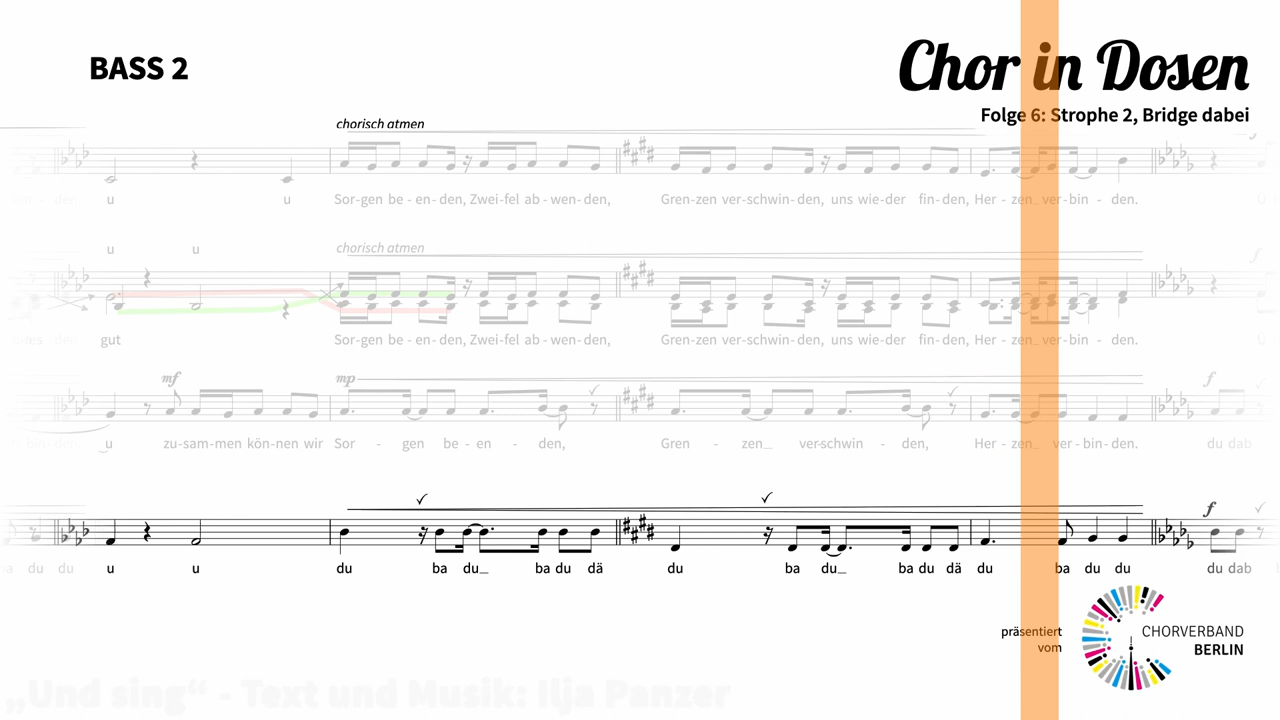 BASS 2
Chor in Dosen
Folge 6: Strophe 2, Bridge dabei
chorisch atmen
u u Sor-gen be - en- den, Zwei-fel ab - wen- den, Gren-zen ver-schwin- den, uns wie-der fin- den, Her - zen_ ver- bin - den.
u u chorisch atmen f
gut Sor-gen be - en- den, Zwei-fel ab - wen- den, Gren-zen ver-schwin- den, uns wie-der fin- den, Her - zen_ ver- bin - den.
mf mp f
u zu-sam-men kön-nen wir Sor - gen be - en - den, Gren - zen_ ver-schwin - den, Her - zen_ ver - bin- den. du dab
f
du du u u du ba du_ ba du dä du ba du_ ba du dä du ba du du du dab
präsentiert
vom
CHORVERBAND
BERLIN
„Und sing“ - Text und Musik: Ilja Panzer